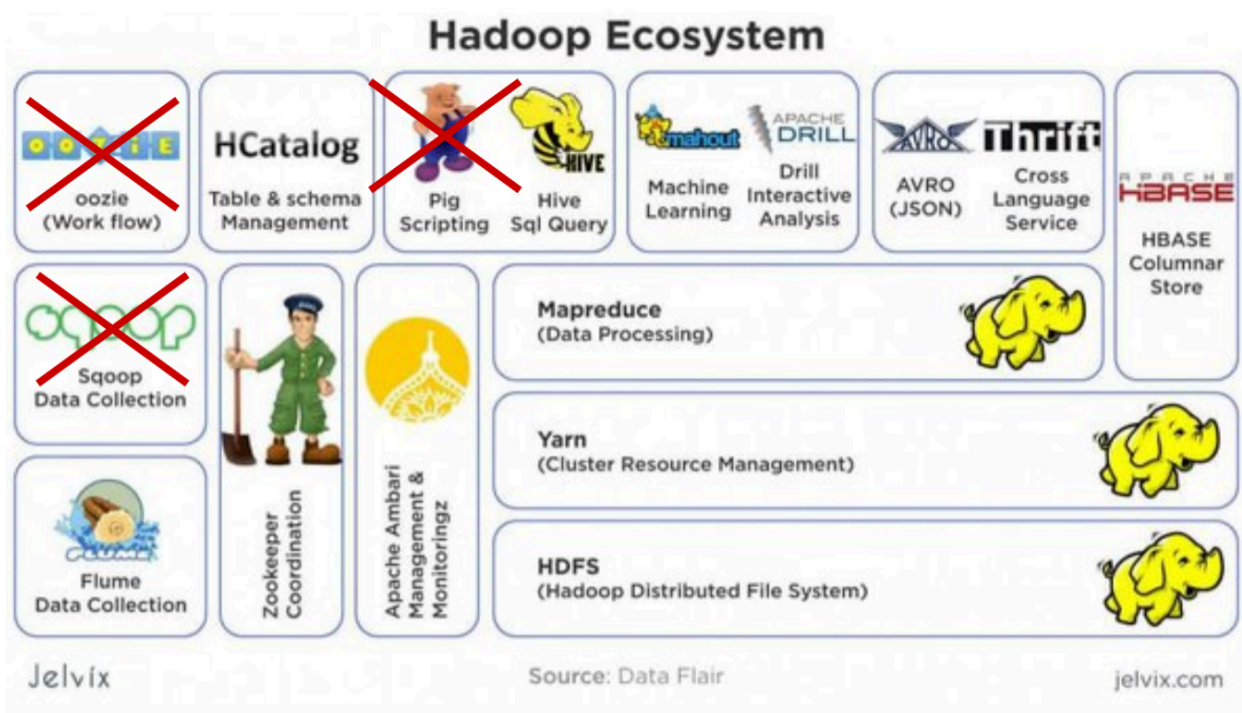 Hadoop Ecosystem
OOZIE
oozie
(Work flow)
HCatalog
Table & schema
Management
Pig
Scripting
HIVE
Hive
Sql Query
mahout
Machine
Learning
APACHE
DRILL
Drill
Interactive
Analysis
AVRO
AVRO
(JSON)
Thrift
Cross
Language
Service
APACHE
HBASE
HBASE
Columnar
Store
sqoop
Sqoop
Data Collection
FLUME
Flume
Data Collection
Zookeeper
Coordination
Apache Ambari
Management &
Monitoringz
Mapreduce
(Data Processing)
Yarn
(Cluster Resource Management)
HDFS
(Hadoop Distributed File System)
Jelvix
Source: Data Flair
jelvix.com